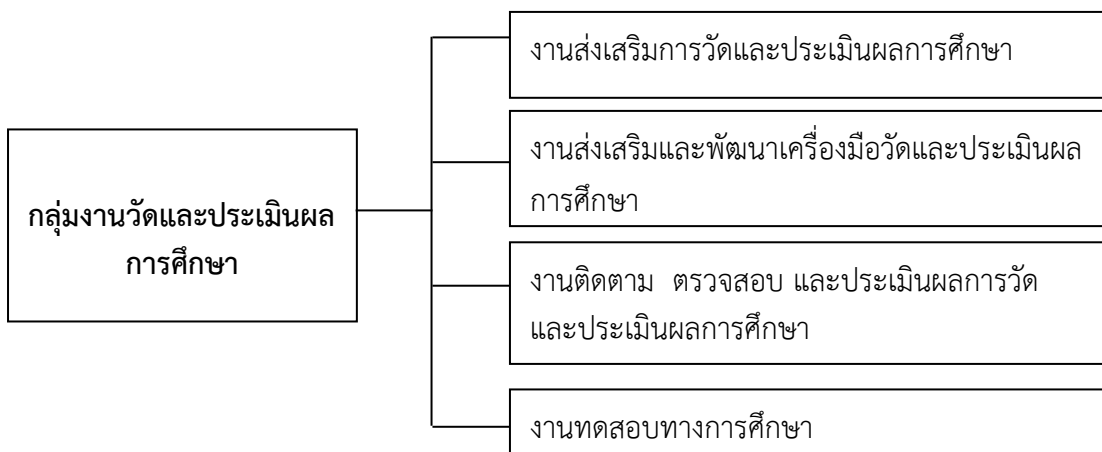 งานส่งเสริมการวัดและประเมินผลการศึกษา
งานส่งเสริมและพัฒนาเครื่องมือวัดและประเมินผล
การศึกษา
กลุ่มงานวัดและประเมินผล
การศึกษา
งานติดตาม ตรวจสอบ และประเมินผลการวัด
และประเมินผลการศึกษา
งานทดสอบทางการศึกษา